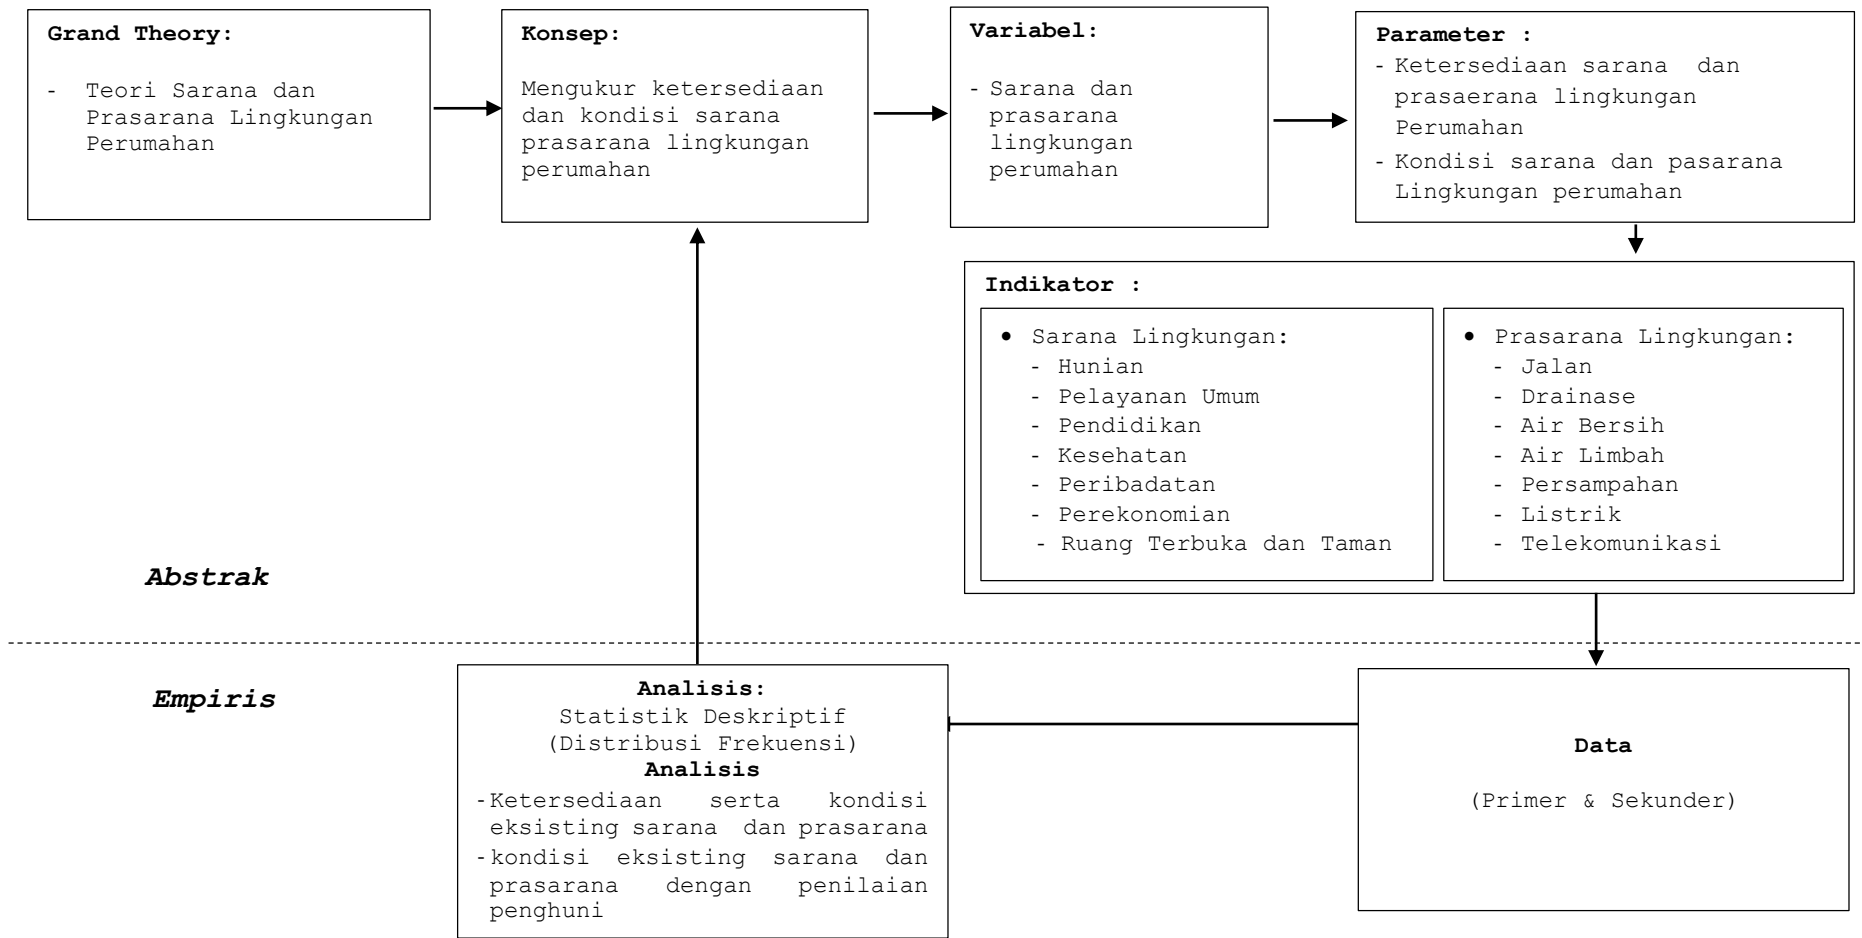 Grand Theory:
- Teori Sarana dan
Prasarana Lingkungan
Perumahan
Konsep:
Mengukur ketersediaan
dan kondisi sarana
prasarana lingkungan
perumahan
Variabel:
- Sarana dan
prasarana
lingkungan
perumahan
Parameter :
- Ketersediaan sarana dan
prasaerana lingkungan
Perumahan
- Kondisi sarana dan pasarana
Lingkungan perumahan
Indikator :
• Sarana Lingkungan:
- Hunian
- Pelayanan Umum
- Pendidikan
- Kesehatan
- Peribadatan
- Perekonomian
- Ruang Terbuka dan Taman
• Prasarana Lingkungan:
- Jalan
- Drainase
- Air Bersih
- Air Limbah
- Persampahan
- Listrik
- Telekomunikasi
Abstrak
Empiris
Analisis:
Statistik Deskriptif
(Distribusi Frekuensi)
Analisis
-Ketersediaan serta kondisi
eksisting sarana dan prasarana
-kondisi eksisting sarana dan
prasarana dengan penilaian
penghuni
Data
(Primer & Sekunder)